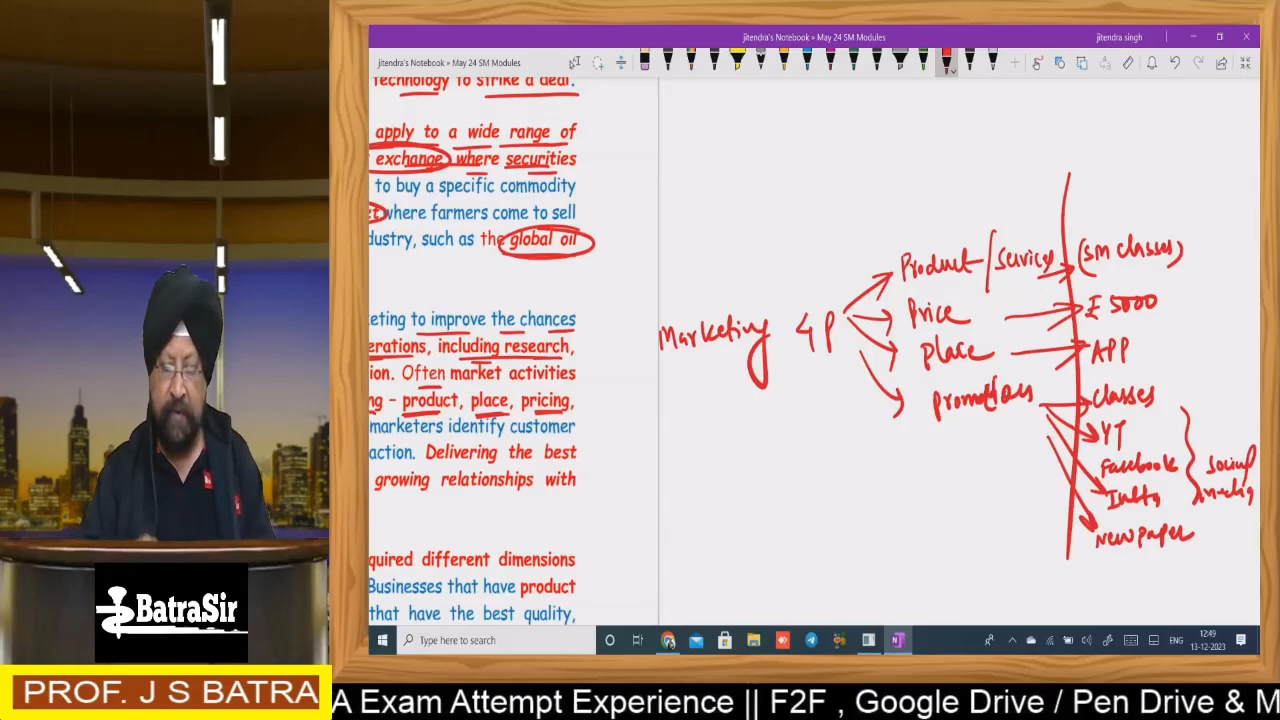 jitendra's Notebook » May 24 SM Modules
jitendra singh
jitendra's Notebook » May 24 SM Modules
technology to strike a deal.
apply to a wide range of
exchange where securities
to buy a specific commodity
et where farmers come to sell
dustry, such as the global oil
eting to improve the chances
erations, including research,
ion. Often market activities
ng – product, place, pricing,
marketers identify customer
action. Delivering the best
growing relationships with
quired different dimensions
Businesses that have product
that have the best quality,
Marketing 4P
Product / Services (SM classes)
Price 5000
place APP
promotions classes
YT
Facebook
Insta
Social
media
Newpaper
BatraSir
Type here to search
ENG
12:49
13-12-2023
PROF. J S BATRA
A Exam Attempt Experience || F2F , Google Drive / Pen Drive & M